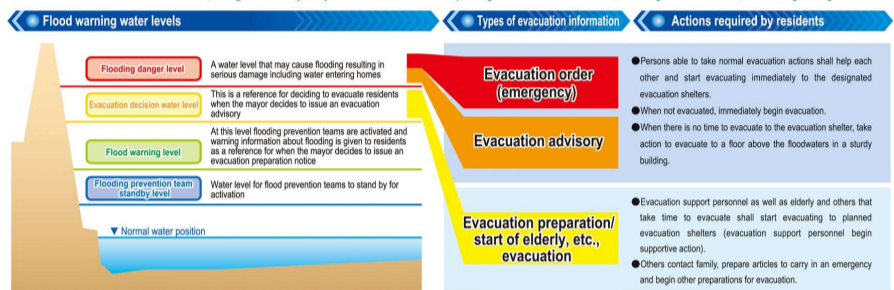 Flood warning water levels
Types of evacuation information
Actions required by residents
Flooding danger level
A water level that may cause flooding resulting in
serious damage including water entering homes
Evacuation decision water level
This is a reference for deciding to evacuate residents
when the mayor decides to issue an evacuation
advisory
Flood warning level
At this level flooding prevention teams are activated and
warning information about flooding is given to residents
as a reference for when the mayor decides to issue an
evacuation preparation notice
Flooding prevention team
standby level
Water level for flood prevention teams to stand by for
activation
▼ Normal water position
Evacuation order
(emergency)
Evacuation advisory
Evacuation preparation/
start of elderly, etc.,
evacuation
●Persons able to take normal evacuation actions shall help each
other and start evacuating immediately to the designated
evacuation shelters.
●When not evacuated, immediately begin evacuation.
●When there is no time to evacuate to the evacuation shelter, take
action to evacuate to a floor above the floodwaters in a sturdy
building.
●Evacuation support personnel as well as elderly and others that
take time to evacuate shall start evacuating to planned
evacuation shelters (evacuation support personnel begin
supportive action).
●Others contact family, prepare articles to carry in an emergency
and begin other preparations for evacuation.